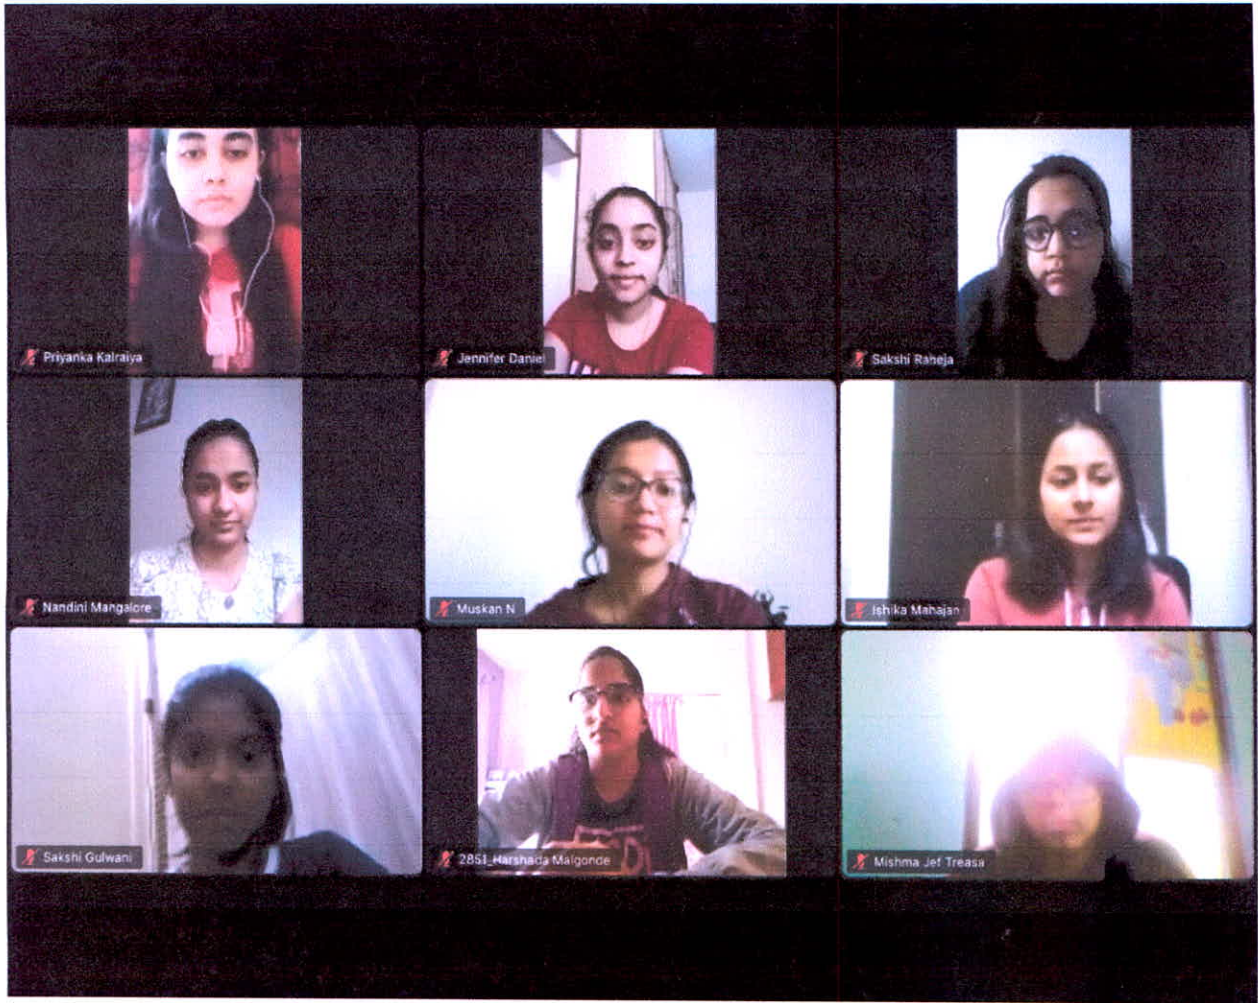 Priyanka Kalraiya
Jennifer Daniel
Sakshi Raheja
Nandini Mangalore
Muskan N
Ishika Mahajan
Sakshi Gulwani
2851_Harshada Malgonde
Mishma Jef Treasa